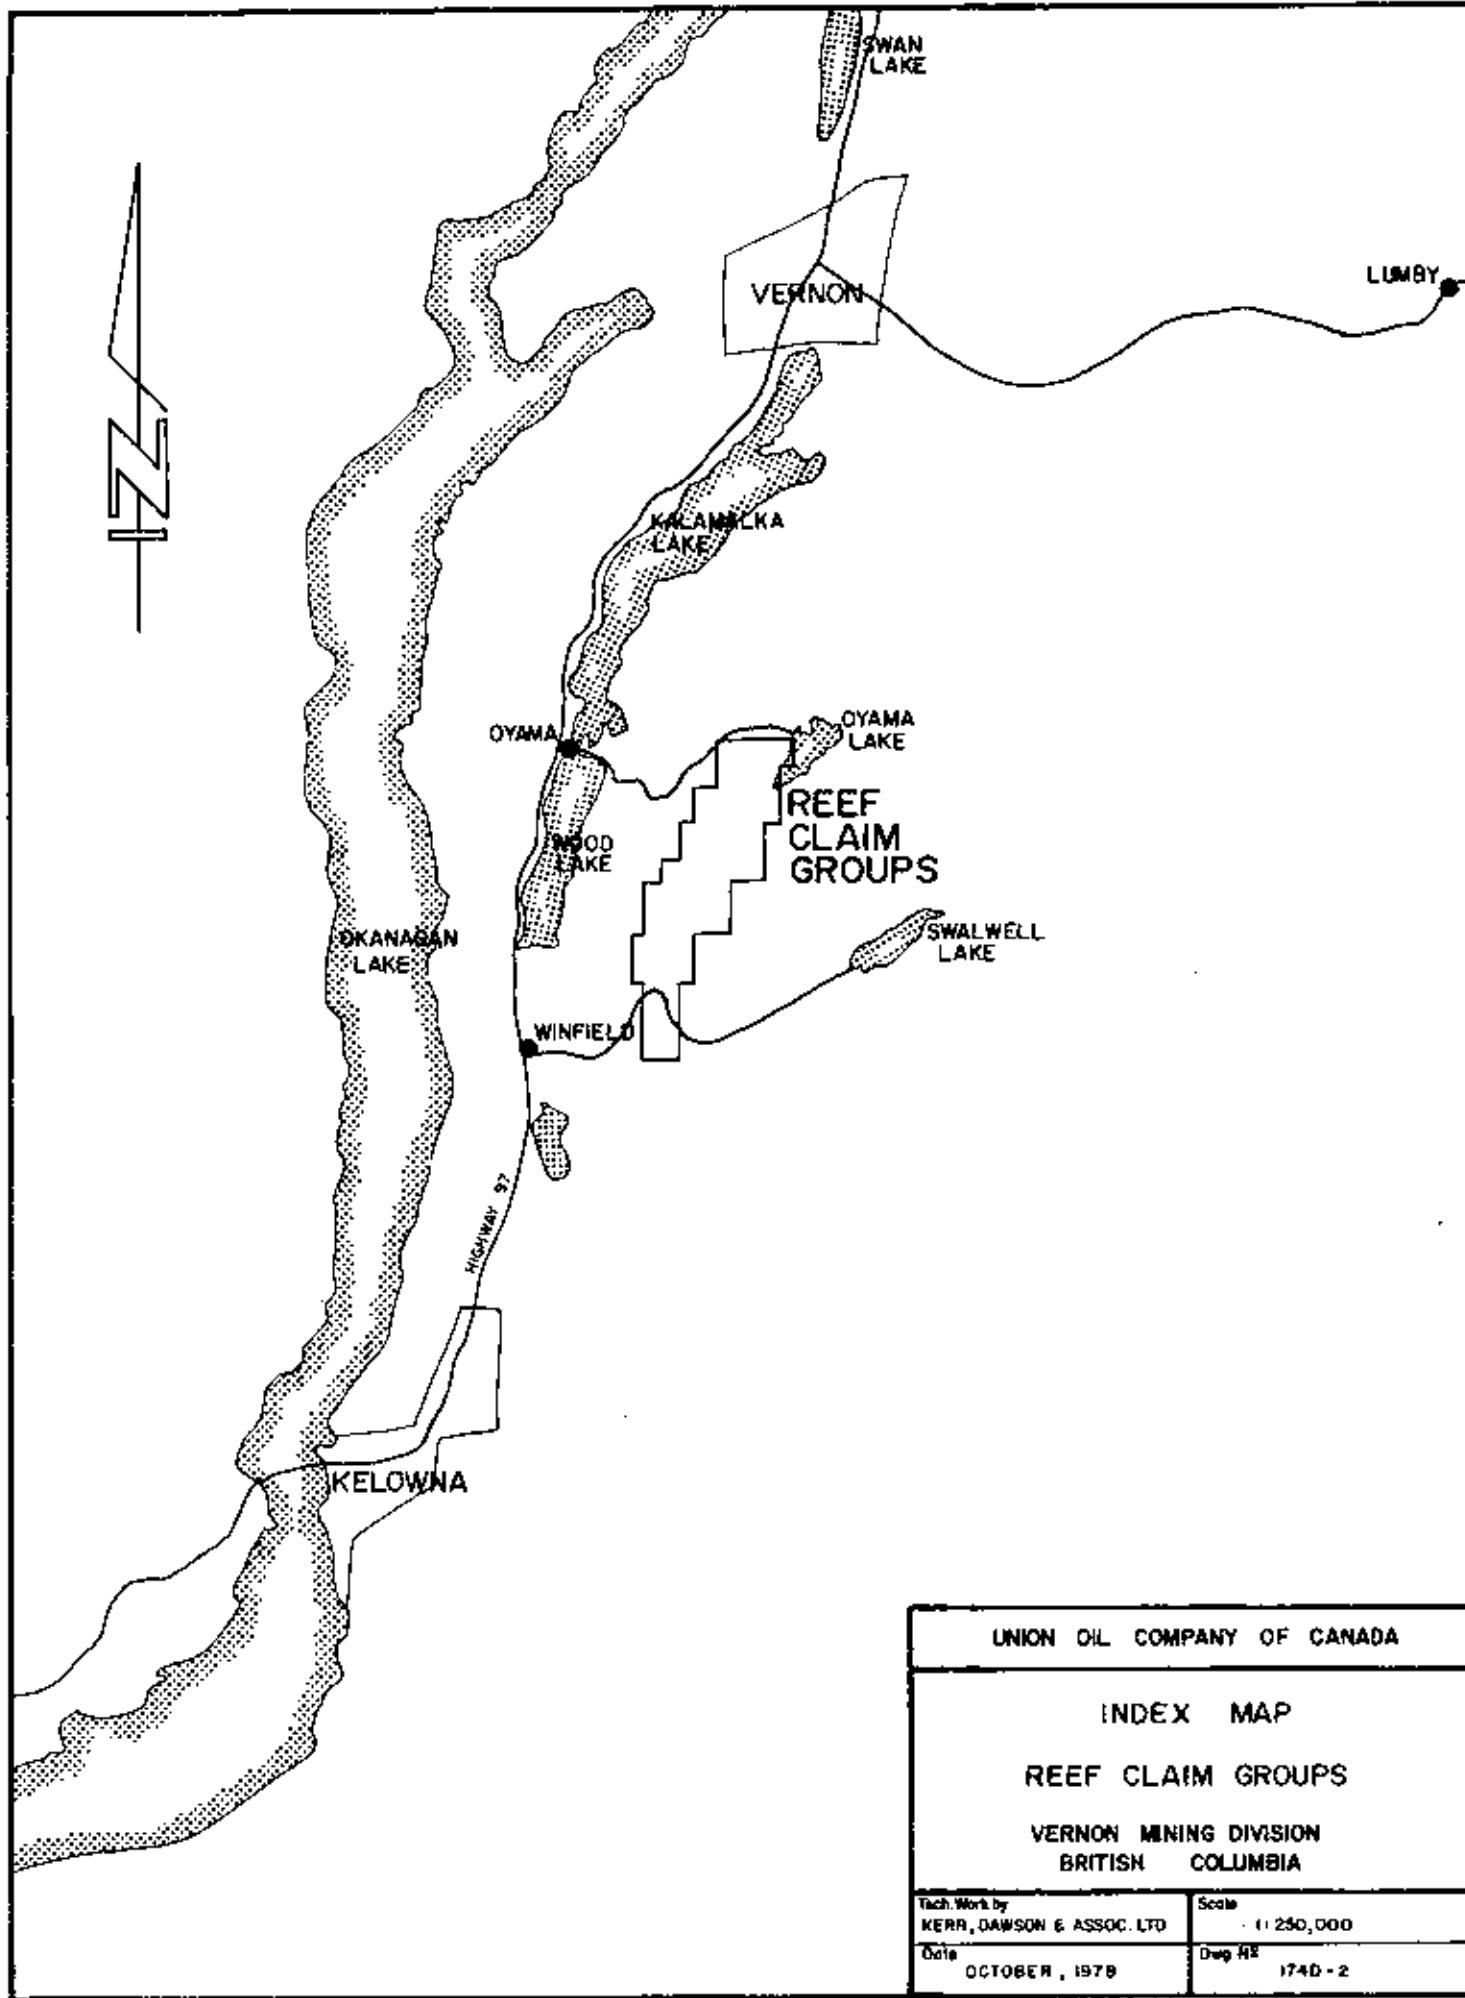 SWAN
LAKE
VERNON
LUMBY
KALAMALKA
LAKE
OYAMA
OYAMA
LAKE
REEF
CLAIM
GROUPS
WOOD
LAKE
OKANAGAN
LAKE
SWALWELL
LAKE
WINFIELD
HIGHWAY 97
KELOWNA
N
UNION OIL COMPANY OF CANADA
INDEX MAP
REEF CLAIM GROUPS
VERNON MINING DIVISION
BRITISH COLUMBIA
Tech. Work by
KERR, DAWSON & ASSOC. LTD
Scale
1:250,000
Date
OCTOBER, 1978
Dwg Nº
174D-2